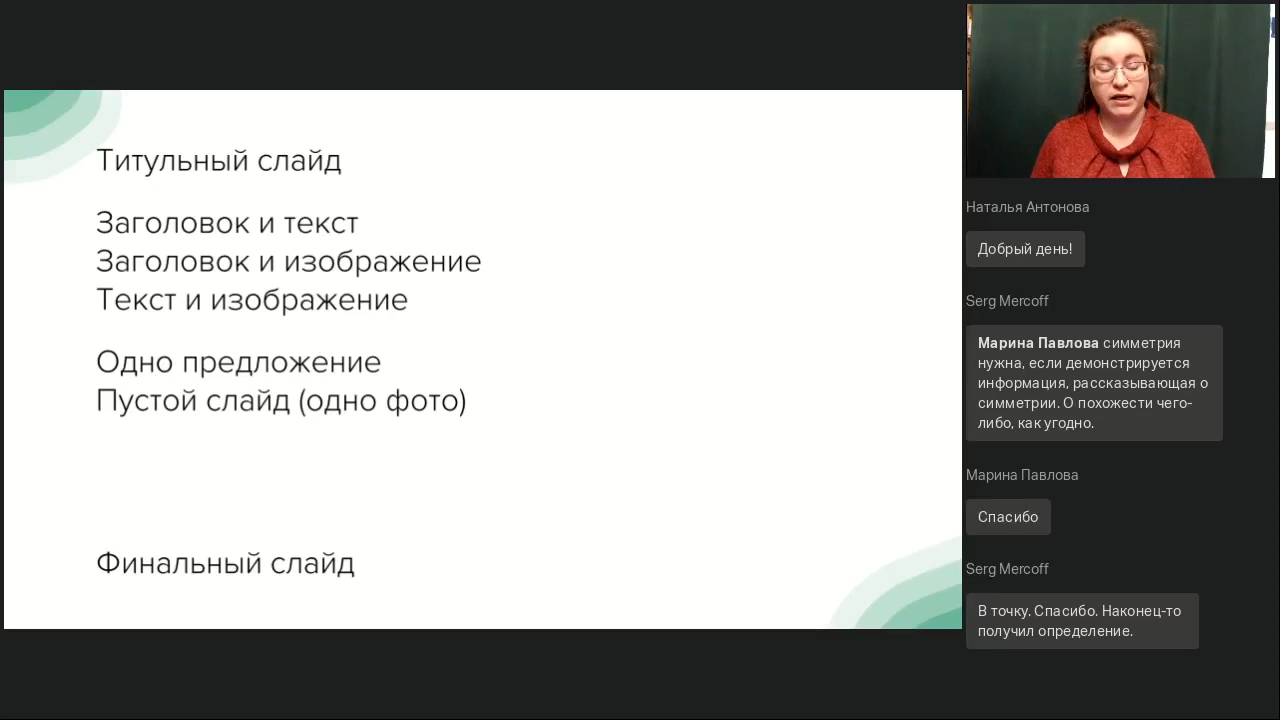 Титульный слайд
Заголовок и текст
Заголовок и изображение
Текст и изображение
Одно предложение
Пустой слайд (одно фото)
Финальный слайд
Наталья Антонова
Добрый день!
Serg Mercoff
Марина Павлова симметрия
нужна, если демонстрируется
информация, рассказывающая о
симметрии. О похожести чего-
либо, как угодно.
Марина Павлова
Спасибо
Serg Mercoff
В точку. Спасибо. Наконец-то
получил определение.